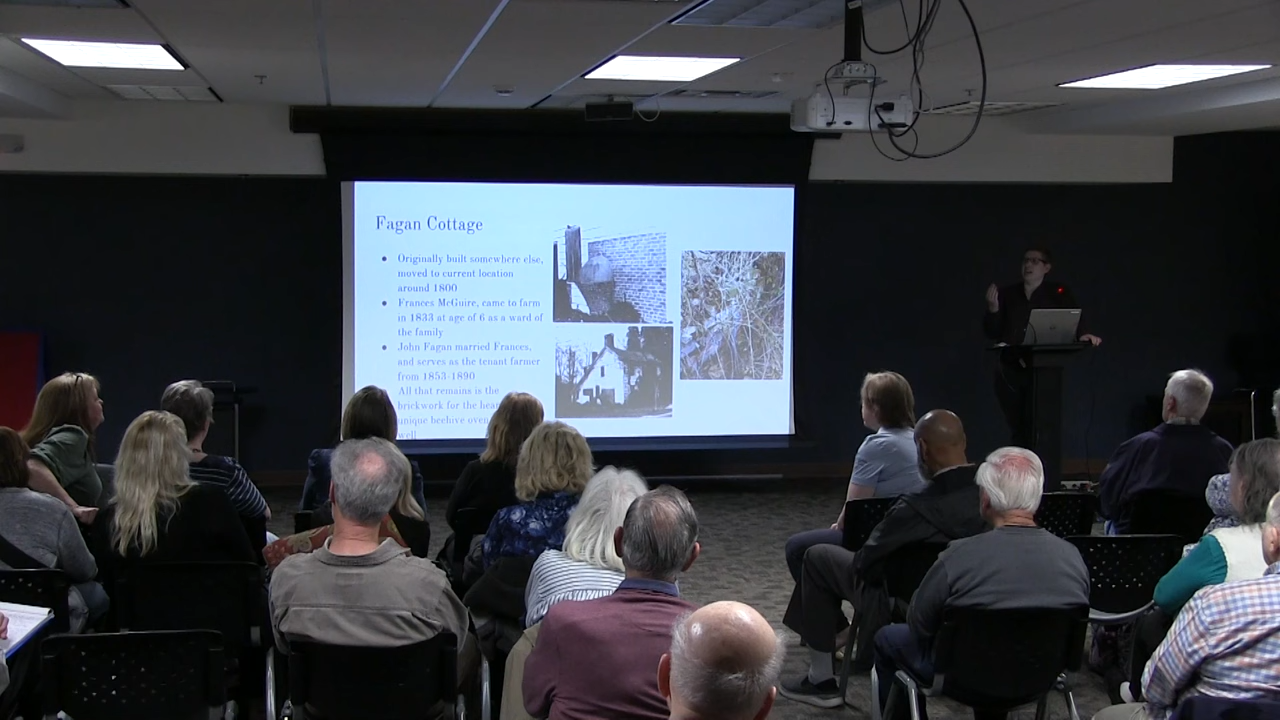 Fagan Cottage
Originally built somewhere else,
moved to current location
around 1800
Frances McGuire, came to farm
in 1833 at age of 6 as a ward of
the family
John Fagan married Frances,
and serves as the tenant farmer
from 1853-1890
All that remains is the
brickwork for the
unique beehive oven
well